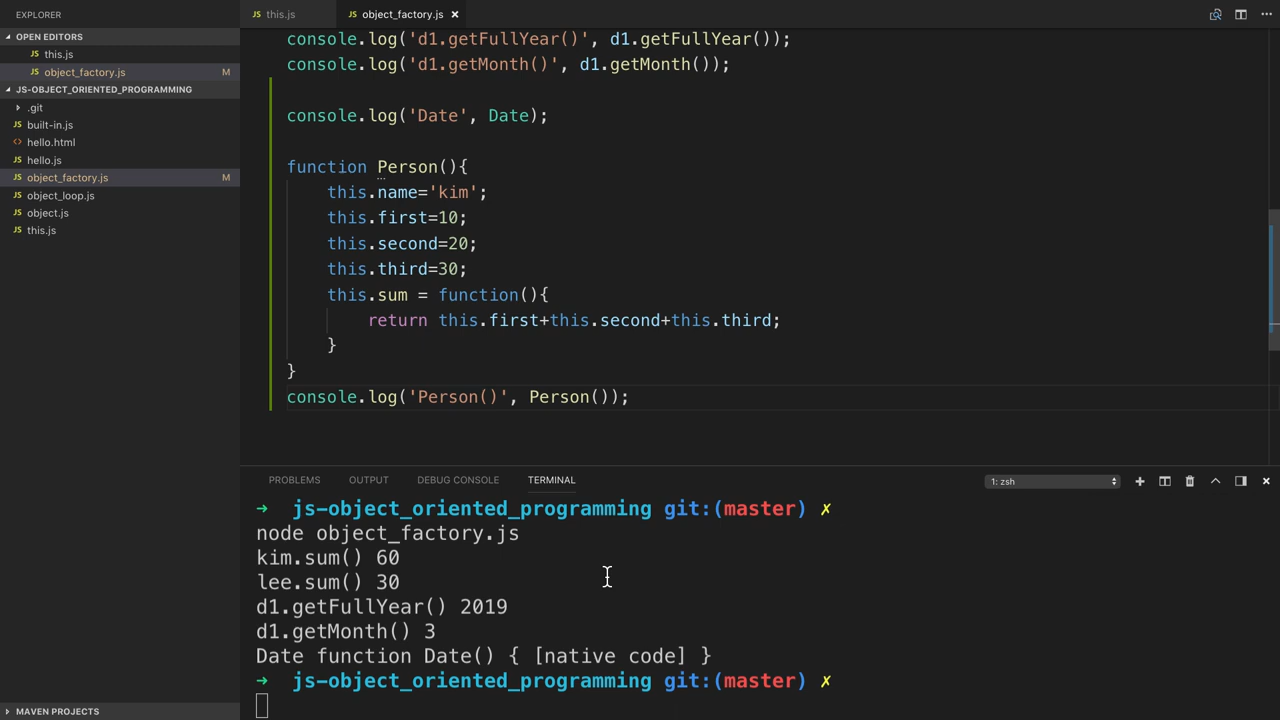 EXPLORER
this.js
object_factory.js
OPEN EDITORS
this.js
object_factory.js M
JS-OBJECT_ORIENTED_PROGRAMMING
.git
JS built-in.js
<> hello.html
JS hello.js
JS object_factory.js M
JS object_loop.js
JS object.js
JS this.js
MAVEN PROJECTS
console.log('d1.getFullYear()', d1.getFullYear());
console.log('d1.getMonth()', d1.getMonth());
console.log('Date', Date);
function Person(){
this.name='kim';
this.first=10;
this.second=20;
this.third=30;
this.sum = function(){
return this.first+this.second+this.third;
}
}
console.log('Person()', Person());
PROBLEMS OUTPUT DEBUG CONSOLE TERMINAL 1: zsh
➜ js-object_oriented_programming git:(master) ✗
node object_factory.js
kim.sum() 60
lee.sum() 30
d1.getFullYear() 2019
d1.getMonth() 3
Date function Date() { [native code] }
➜ js-object_oriented_programming git:(master) ✗